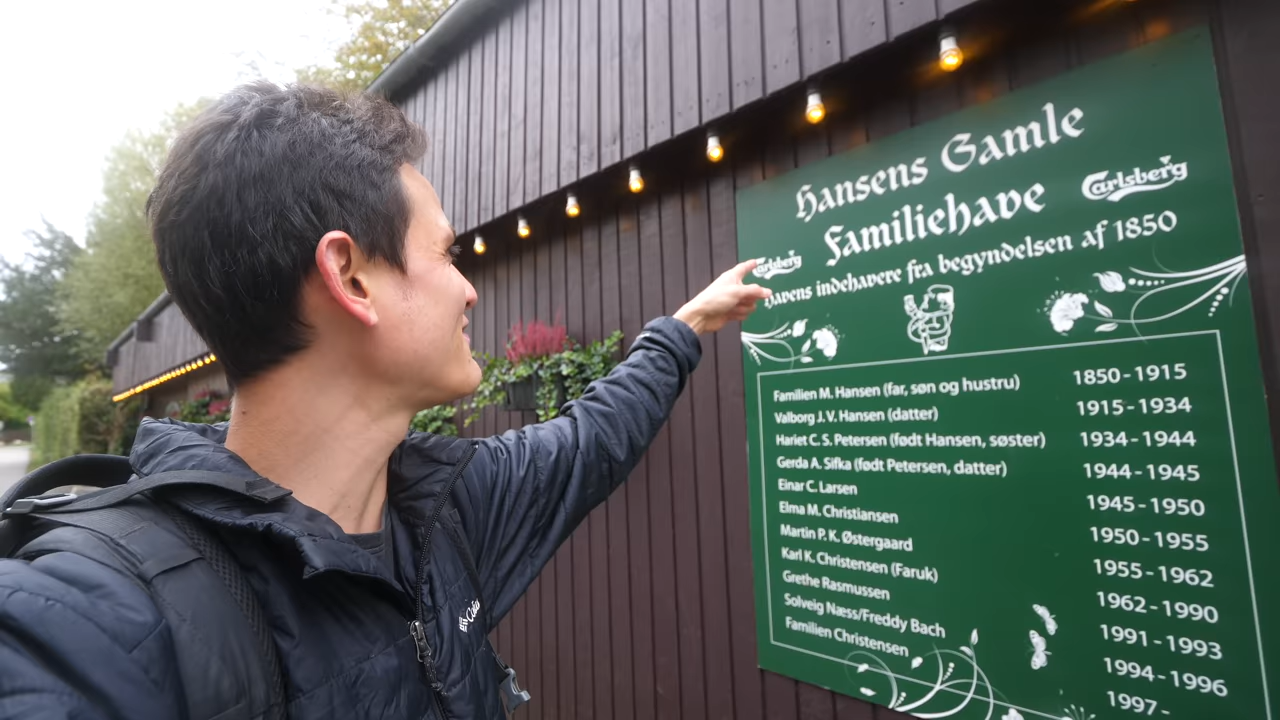 Hansens Gamle
Familiehave
Carlsberg
Carlsberg
Havens indehavere fra begyndelsen af 1850
Familien M. Hansen (far, søn og hustru) 1850-1915
Valborg J. V. Hansen (datter) 1915-1934
Hariet C. S. Petersen (født Hansen, søster) 1934-1944
Gerda A. Sifka (født Petersen, datter) 1944-1945
Einar C. Larsen 1945-1950
Elma M. Christiansen 1950-1955
Martin P. K. Østergaard 1955-1962
Karl K. Christensen (Faruk) 1962-1990
Grethe Rasmussen 1991-1993
Solveig Næss/Freddy Bach 1994-1996
Familien Christensen 1997-